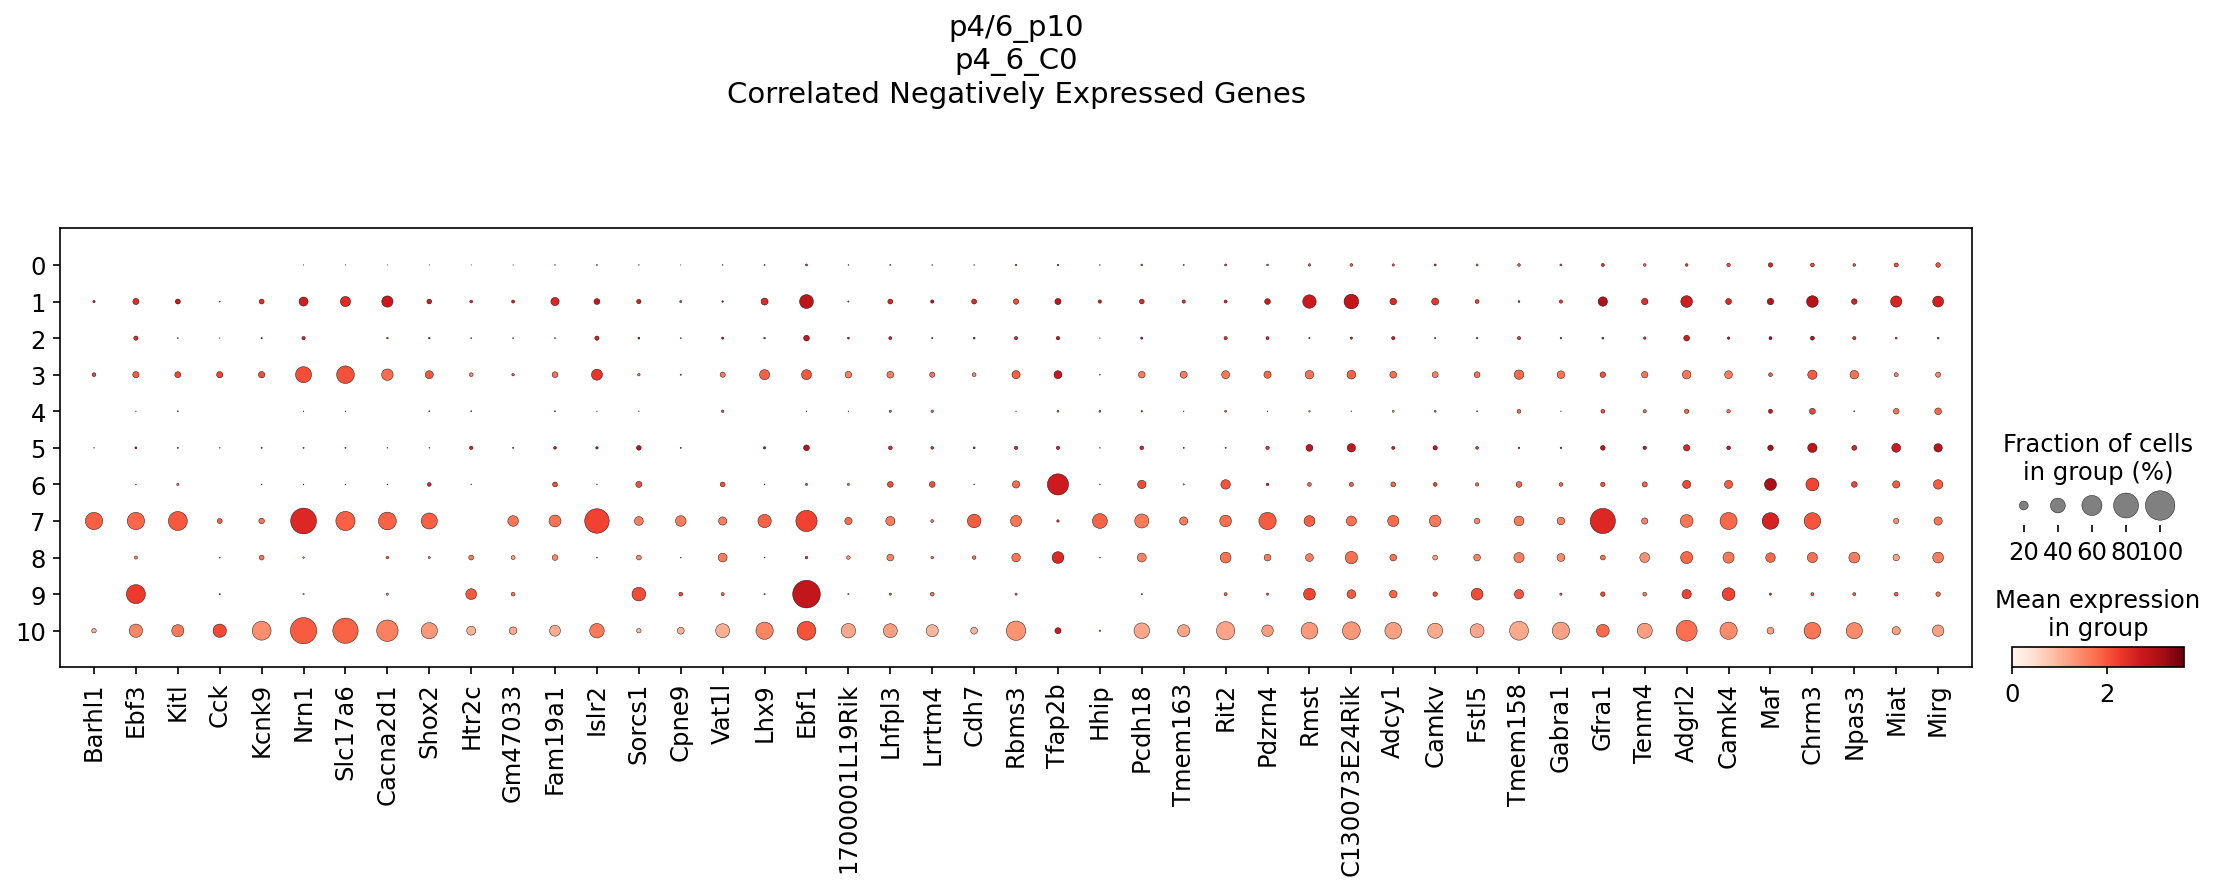 p4/6_p10
p4_6_C0
Correlated Negatively Expressed Genes
0
1
2
3
4
5
6
7
8
9
10
Barhl1
Ebf3
Kitl
Cck
Kcnk9
Nrn1
Slc17a6
Cacna2d1
Shox2
Htr2c
Gm47033
Fam19a1
Islr2
Sorcs1
Cpne9
Vat1l
Lhx9
Ebf1
1700001L19Rik
Lhfpl3
Lrrtm4
Cdh7
Rbms3
Tfap2b
Hhip
Pcdh18
Tmem163
Rit2
Pdzrn4
Rmst
C130073E24Rik
Adcy1
Camkv
Fstl5
Tmem158
Gabra1
Gfra1
Tenm4
Adgrl2
Camk4
Maf
Chrm3
Npas3
Miat
Mirg
Fraction of cells
in group (%)
20 40 60 80 100
Mean expression
in group
0 2